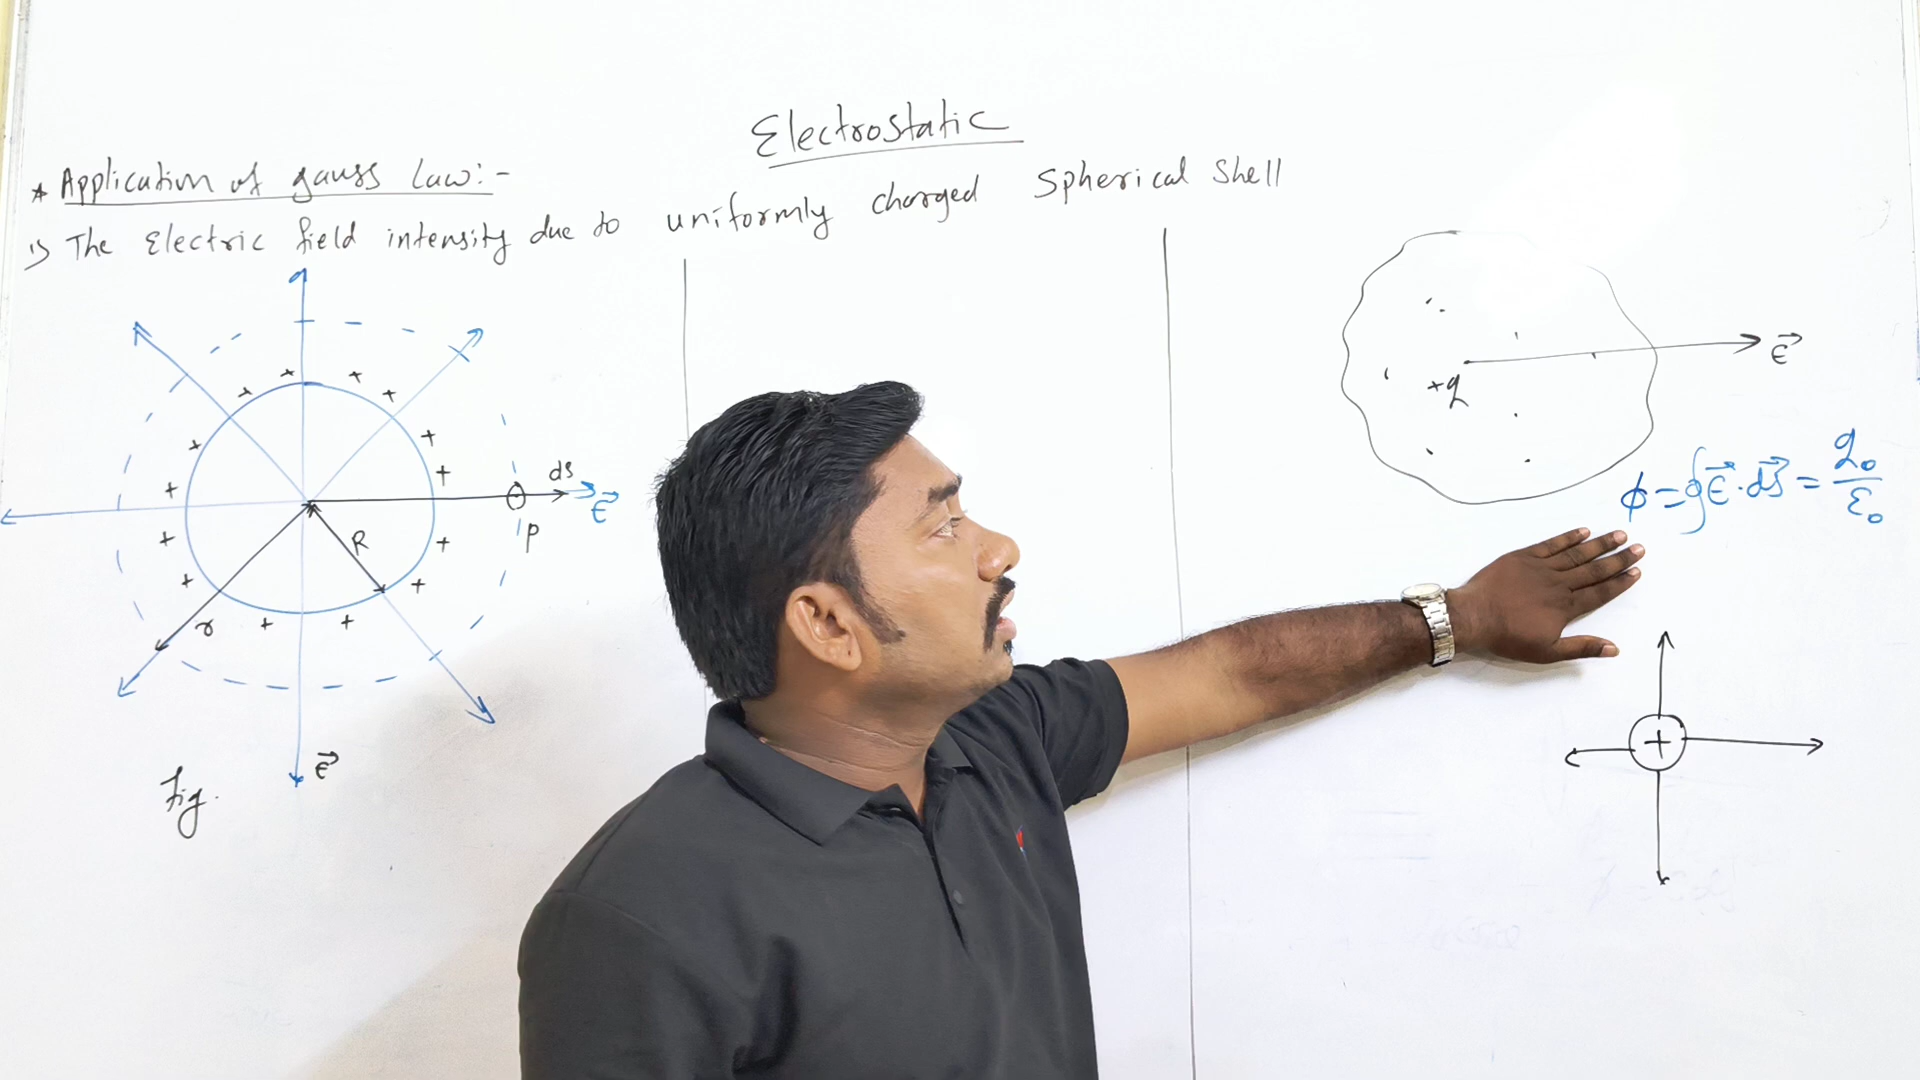 Electrostatic
* Application of gauss Law:-
1) The Electric field intensity due to uniformly charged Spherical Shell
+ + + +
+ + + + + + + + + + +
ds
E⃗
P
R
r
E⃗
Fig.
E⃗
+q
ϕ = ∮E⃗·ds⃗ = q₀/ε₀
+